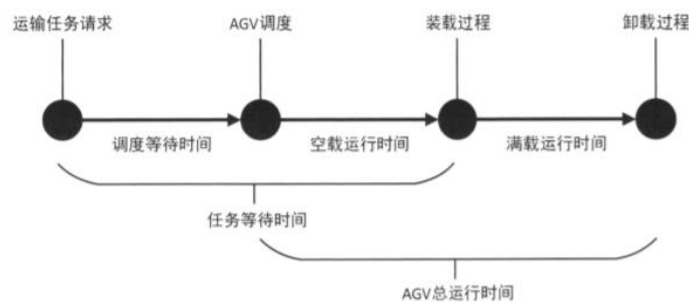 运输任务请求
AGV调度
装载过程
卸载过程
调度等待时间
空载运行时间
满载运行时间
任务等待时间
AGV总运行时间